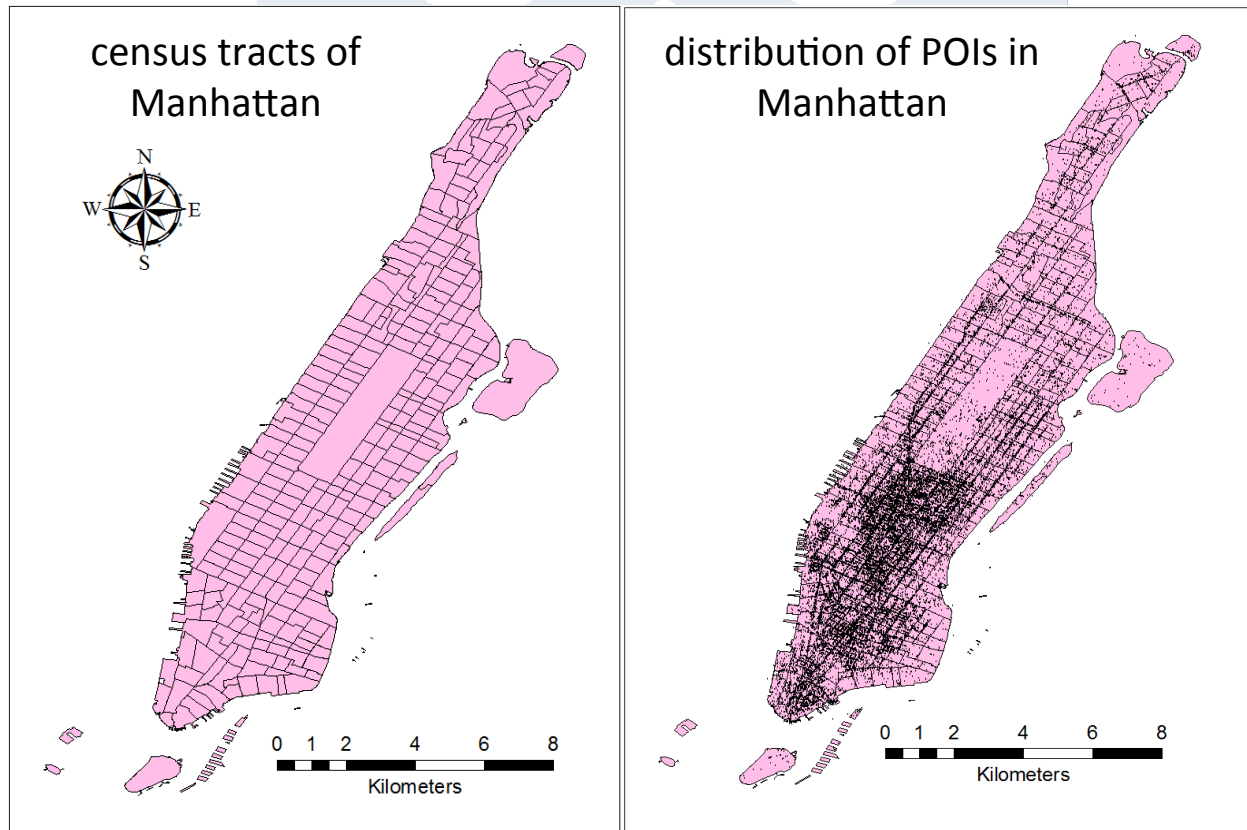 census tracts of
Manhattan
N
W E
S
0 1 2 4 6 8
Kilometers
distribution of POIs in
Manhattan
0 1 2 4 6 8
Kilometers